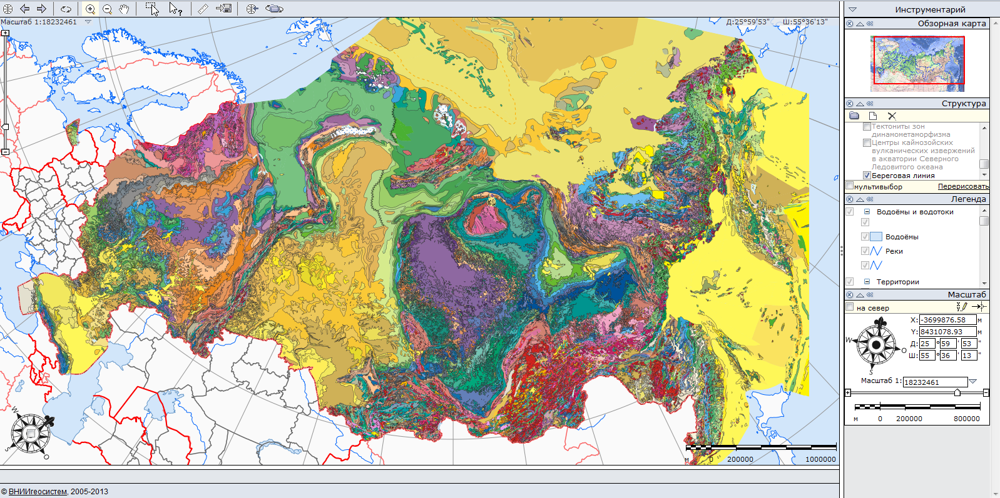 Масштаб 1:18232461
Д:25°59'53" Ш:55°36'13"
Инструментарий
Обзорная карта
Структура
Тектониты зон
динамометаморфизма
Центры кайнозойских
вулканических извержений
в акватории Северного
Ледовитого океана
Береговая линия
мультивыбор Перерисовать
Легенда
Водоёмы и водотоки
Водоёмы
Реки
Территории
Масштаб
на север
X: -3699876.58 м
Y: 8431078.93 м
Д: 25 ° 59 ' 53 "
Ш: 55 ° 36 ' 13 "
W
O
S
Масштаб 1: 18232461
м 0 200000 800000
W
S
O
м 0 200000 1000000
© ВНИИгеосистем, 2005-2013